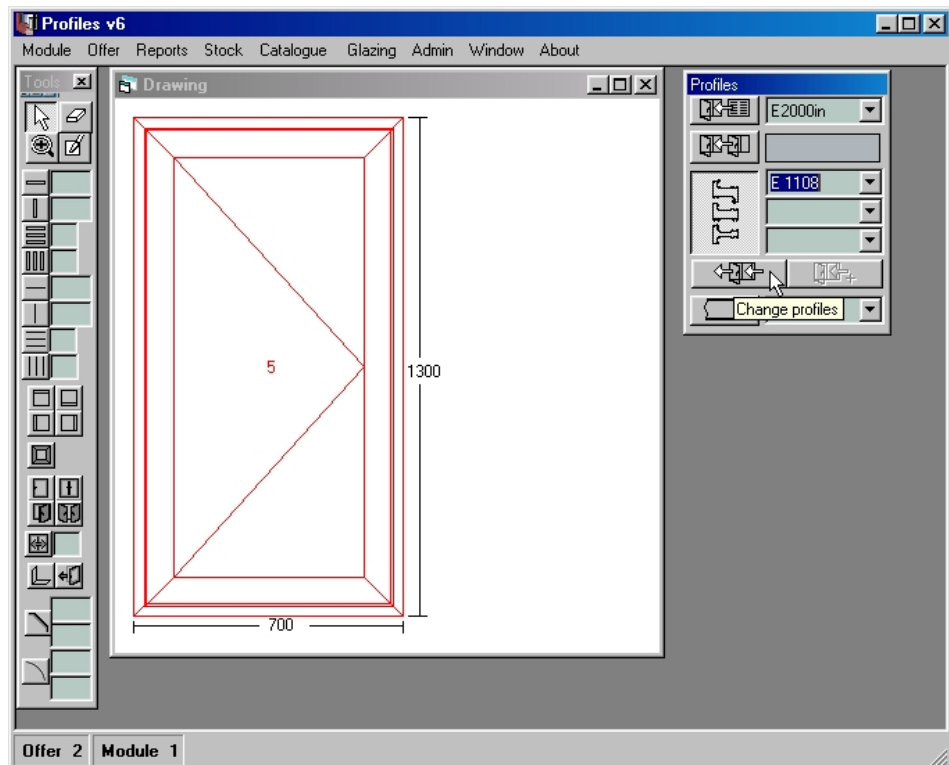 Profiles v6
Module Offer Reports Stock Catalogue Glazing Admin Window About
Tools
Drawing
5
1300
700
Profiles
E2000in
E 1108
Change profiles
Offer 2 Module 1